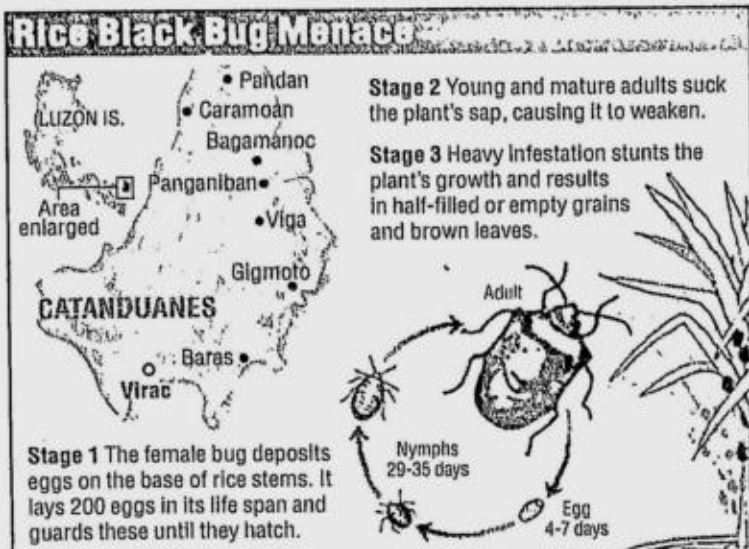 Rice Black Bug Menace
LUZON IS.
Area
enlarged
Pandan
Caramoan
Bagamanoc
Panganiban
Viga
Gigmoto
CATANDUANES
Baras
Virac
Stage 1 The female bug deposits
eggs on the base of rice stems. It
lays 200 eggs in its life span and
guards these until they hatch.
Stage 2 Young and mature adults suck
the plant's sap, causing it to weaken.
Stage 3 Heavy infestation stunts the
plant's growth and results
in half-filled or empty grains
and brown leaves.
Adult
Nymphs
29-35 days
Egg
4-7 days